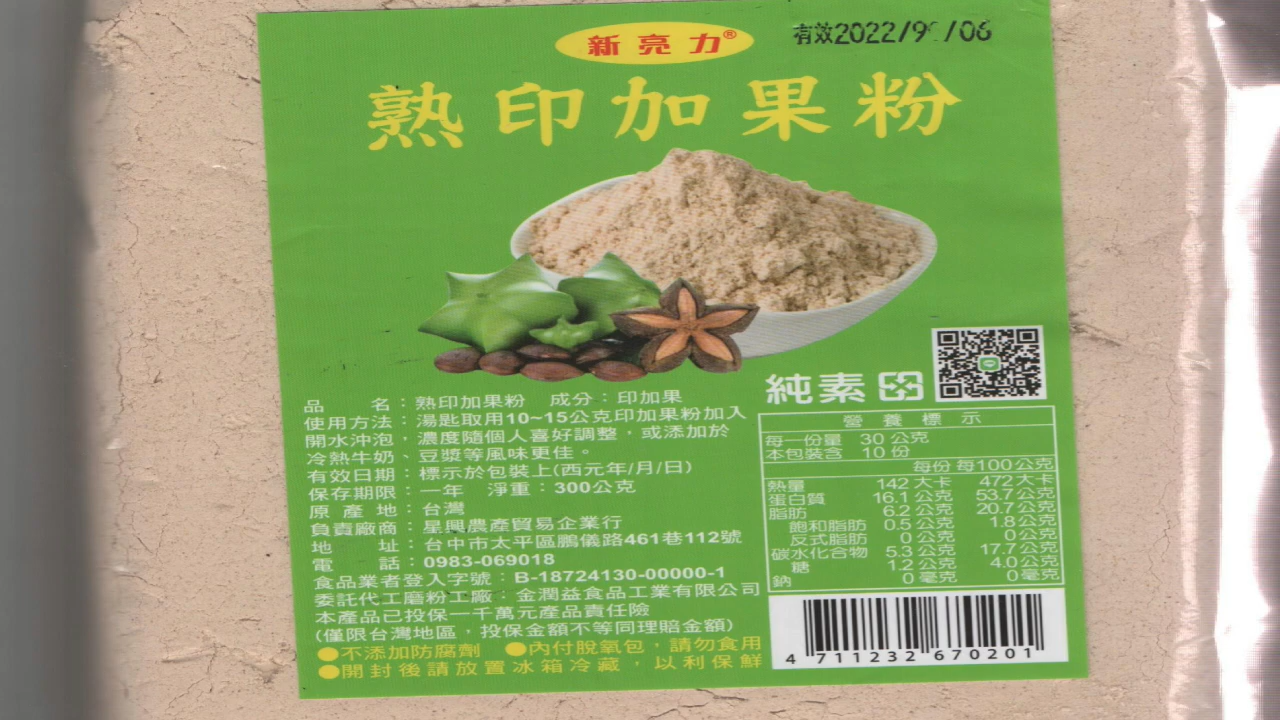 新亮力®
有效2022/9 /06
熟印加果粉
純素
品　　名：熟印加果粉　成分：印加果
使用方法：湯匙取用10~15公克印加果粉加入
開水沖泡，濃度隨個人喜好調整，或添加於
冷熱牛奶、豆漿等風味更佳。
有效日期：標示於包裝上(西元年/月/日)
保存期限：一年　淨重：300公克
原 產 地：台灣
負責廠商：星興農產貿易企業行
地　　址：台中市太平區鵬儀路461巷112號
電　　話：0983-069018
食品業者登入字號：B-18724130-00000-1
委託代工磨粉工廠：金潤益食品工業有限公司
本產品已投保一千萬元產品責任險
(僅限台灣地區，投保金額不等同理賠金額)
●不添加防腐劑　●內付脫氧包，請勿食用
●開封後請放置冰箱冷藏，以利保鮮
營養標示
每一份量 30 公克
本包裝含 10 份
每份 每100公克
熱量 142 大卡 472 大卡
蛋白質 16.1 公克 53.7 公克
脂肪 6.2 公克 20.7 公克
飽和脂肪 0.5 公克 1.8 公克
反式脂肪 0 公克 0 公克
碳水化合物 5.3 公克 17.7 公克
糖 1.2 公克 4.0 公克
鈉 0 毫克 0 毫克
4 711232 670201